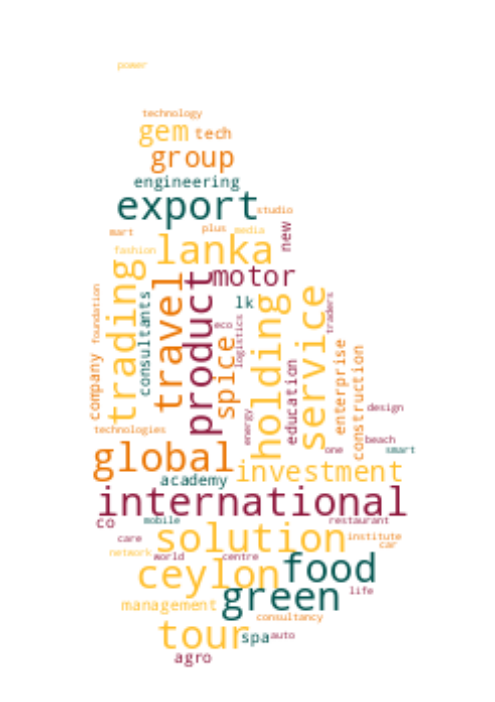 power
technology
gem tech
group
engineering
export studio
mart plus media new
fashion lanka
motor
trading travel product
foundation consultants lk holding service traders
eco logistics
company spice education enterprise construction
energy design
technologies beach
global one smart
investment
academy
international
co mobile restaurant
solution
care institute
network world centre car
ceylon food
green life
management
consultancy
tour spa auto
agro